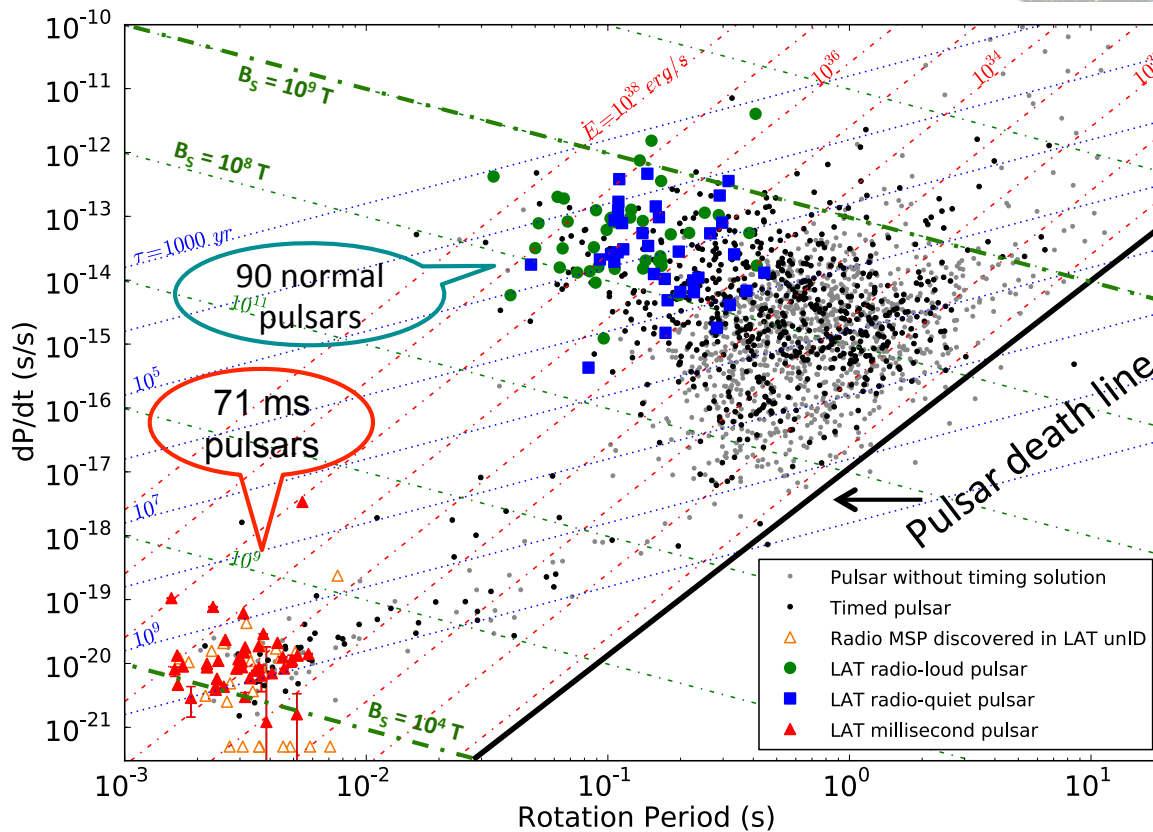 10^-10
10^-11
10^-12
10^-13
10^-14
10^-15
10^-16
10^-17
10^-18
10^-19
10^-20
10^-21
dP/dt (s/s)
B_S = 10^9 T
B_S = 10^8 T
Ė=10^38 erg/s
10^36
10^34
τ=1000 yr
90 normal
pulsars
10^11
10^5
71 ms
pulsars
10^7
10^9
10^9
B_S = 10^4 T
Pulsar death line
Pulsar without timing solution
Timed pulsar
Radio MSP discovered in LAT unID
LAT radio-loud pulsar
LAT radio-quiet pulsar
LAT millisecond pulsar
10^-3
10^-2
10^-1
10^0
10^1
Rotation Period (s)